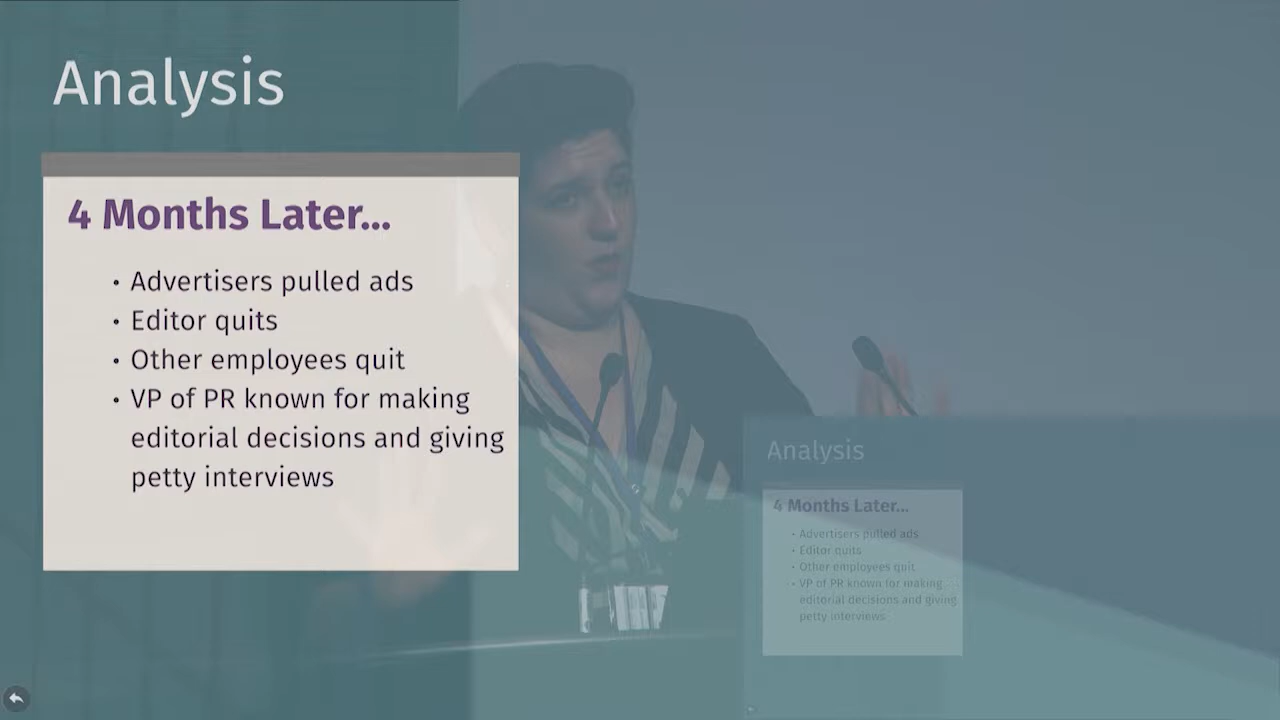 Analysis
4 Months Later...
• Advertisers pulled ads
• Editor quits
• Other employees quit
• VP of PR known for making
editorial decisions and giving
petty interviews
Analysis
4 Months Later...
• Advertisers pulled ads
• Editor quits
• Other employees quit
• VP of PR known for making
editorial decisions and giving
petty interviews